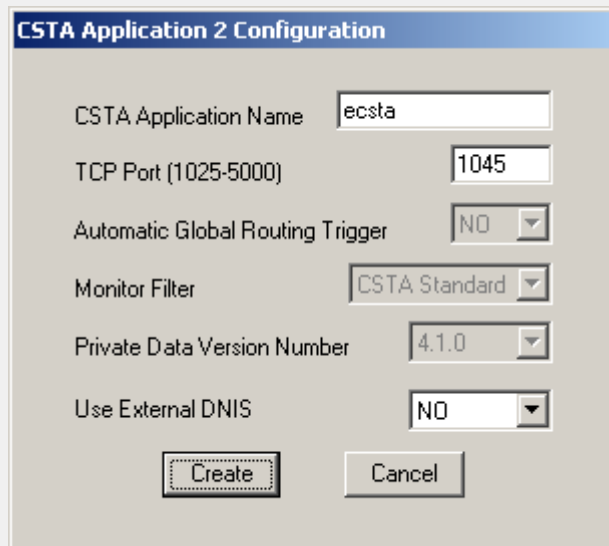 CSTA Application 2 Configuration
CSTA Application Name ecsta
TCP Port (1025-5000) 1045
Automatic Global Routing Trigger NO
Monitor Filter CSTA Standard
Private Data Version Number 4.1.0
Use External DNIS NO
Create Cancel